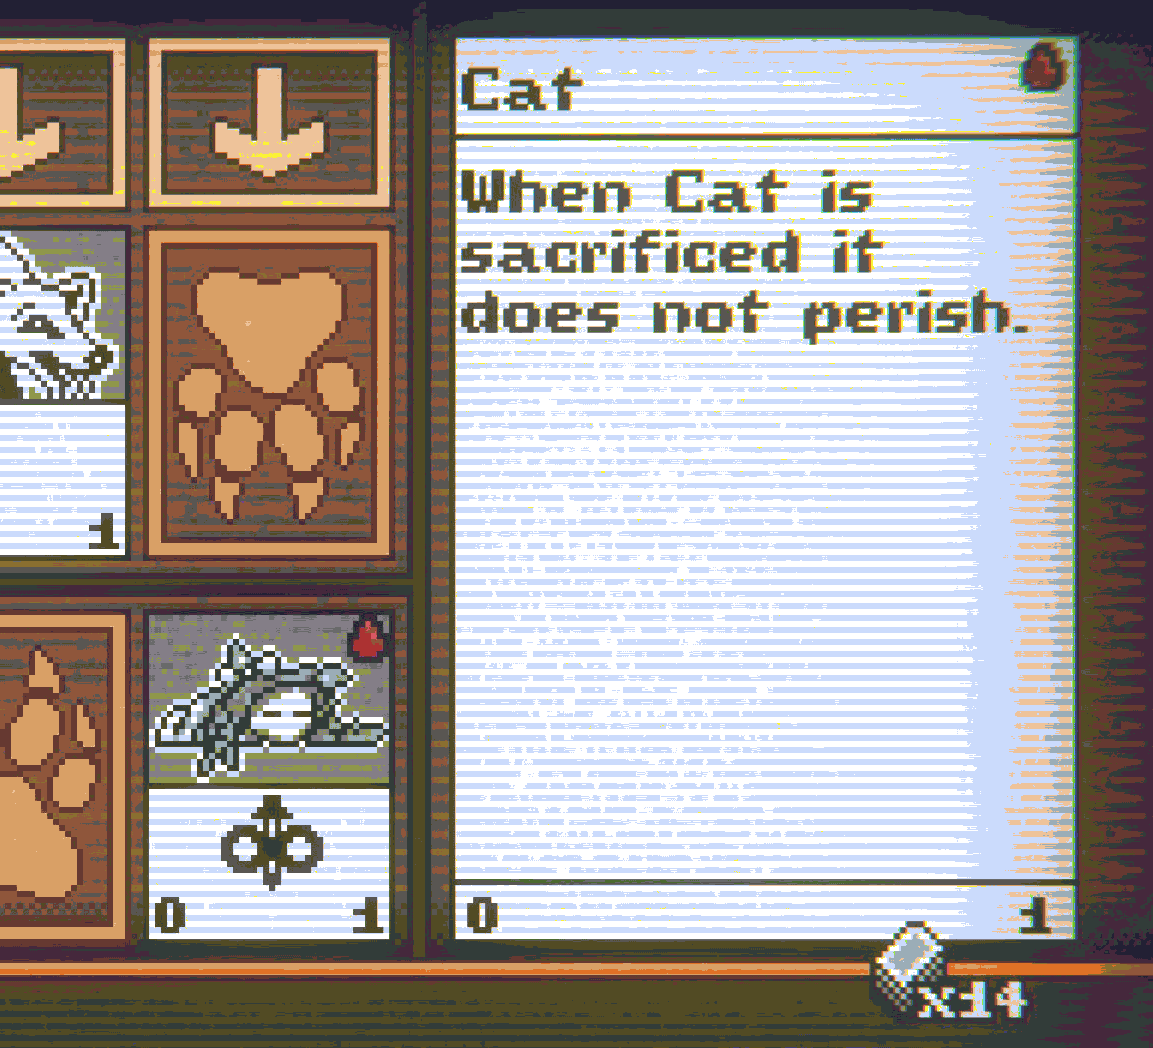 Cat
When Cat is
sacrificed it
does not perish.
1
0 1
0 1
x14